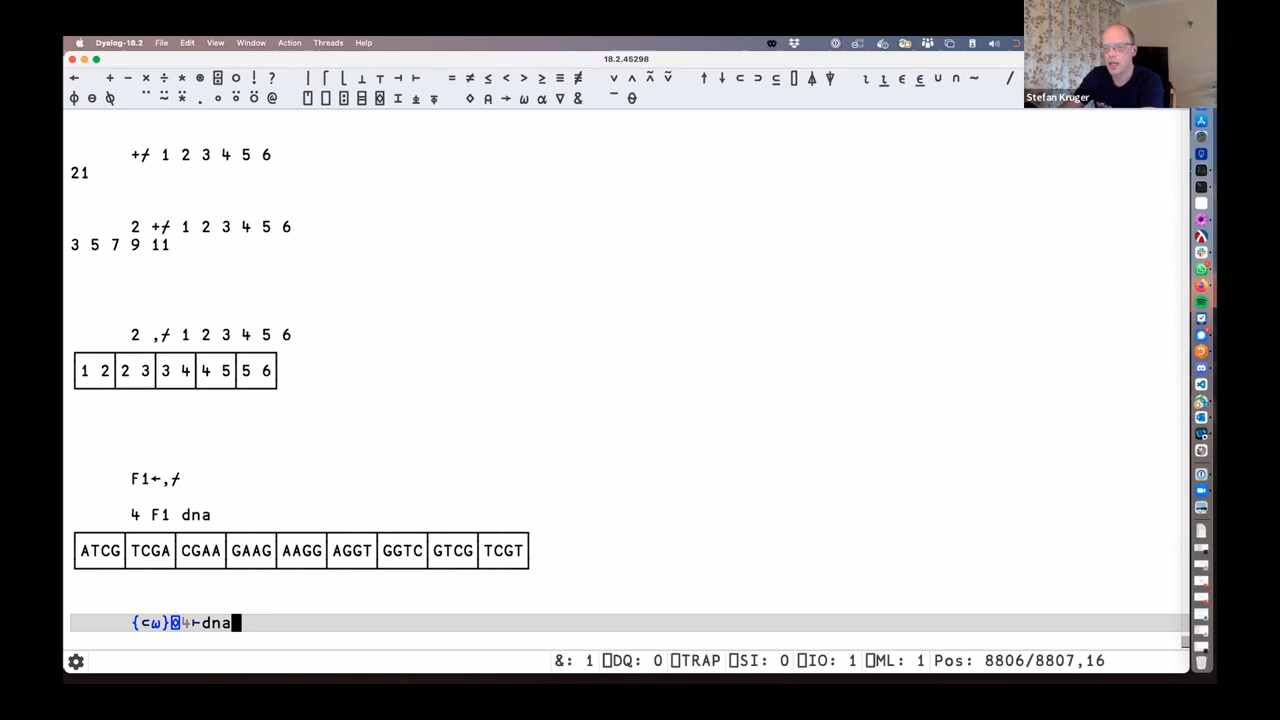 Dyalog-18.2 File Edit View Window Action Threads Help
18.2.45298
Stefan Kruger
← + - × ÷ * ⍟ ⌹ ○ ! ? | ⌈ ⌊ ⊥ ⊤ ⊣ ⊢ = ≠ ≤ < > ≥ ≡ ≢ ∨ ∧ ⍲ ⍱ ↑ ↓ ⊂ ⊃ ⊆ ⌷ ⍋ ⍒ ⍳ ⍸ ∊ ⍷ ∪ ∩ ~ /
⌽ ⊖ ⍉ ¨ ⍨ ⍣ . ∘ ⍤ ⍥ @ ⍞ ⎕ ⍠ ⌸ ⌺ ⌶ ⍎ ⍕ ⋄ ⍝ → ⍵ ⍺ ∇ & ¯ ⍬
+⌿ 1 2 3 4 5 6
21
2 +⌿ 1 2 3 4 5 6
3 5 7 9 11
2 ,⌿ 1 2 3 4 5 6
1 2 2 3 3 4 4 5 5 6
F1←,⌿
4 F1 dna
ATCG TCGA CGAA GAAG AAGG AGGT GGTC GTCG TCGT
{⊂⍵}⌺4⊢dna
&: 1 ⎕DQ: 0 ⎕TRAP ⎕SI: 0 ⎕IO: 1 ⎕ML: 1 Pos: 8806/8807,16